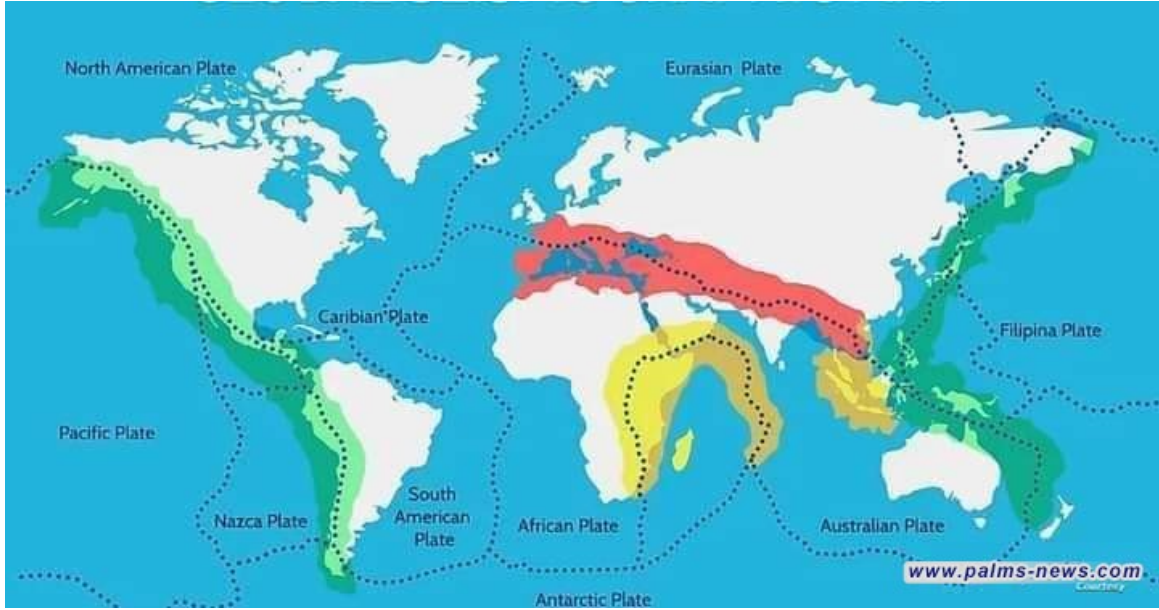 North American Plate
Eurasian Plate
Caribian Plate
Filipina Plate
Pacific Plate
Nazca Plate
South
American
Plate
African Plate
Australian Plate
www.palms-news.com
Courtesy
Antarctic Plate